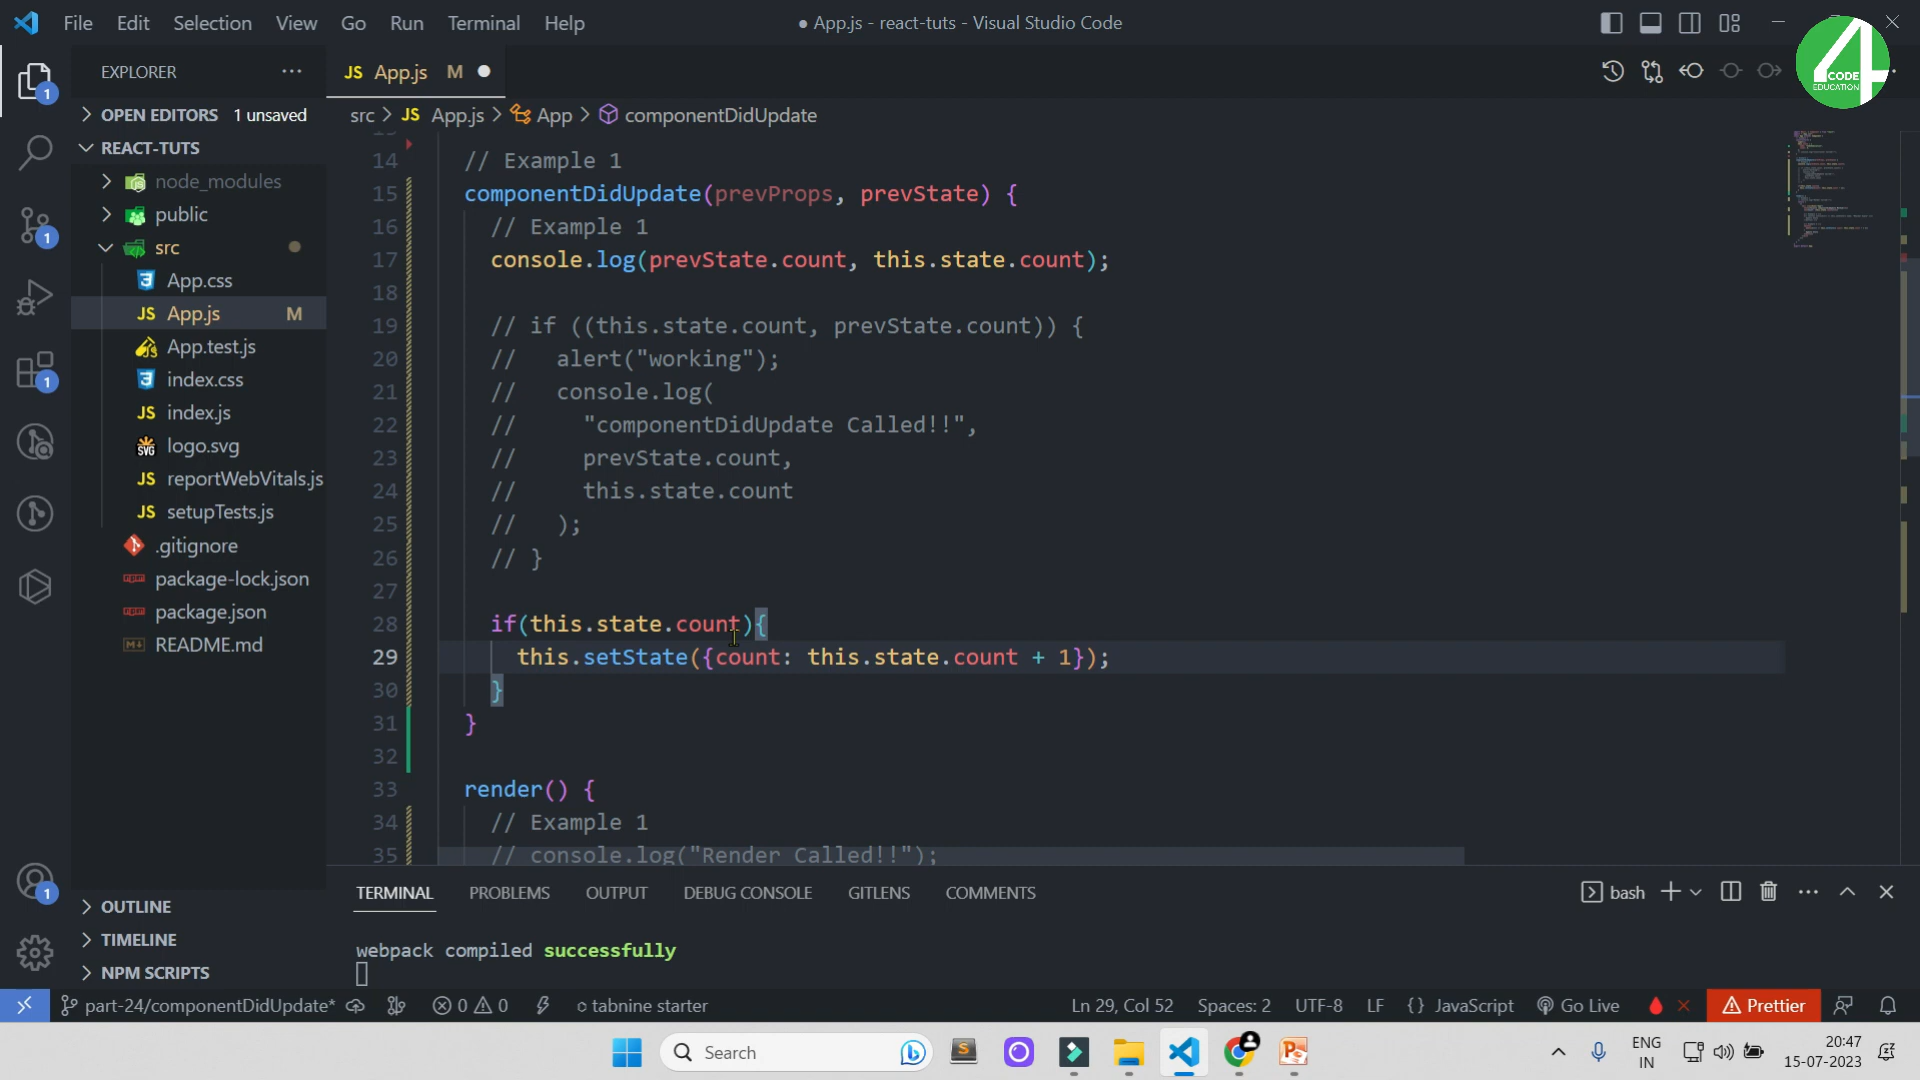 File Edit Selection View Go Run Terminal Help
● App.js - react-tuts - Visual Studio Code
4
CODE
EDUCATION
EXPLORER
JS App.js M
OPEN EDITORS 1 unsaved
src > JS App.js > App > componentDidUpdate
REACT-TUTS
node_modules
public
src
App.css
JS App.js M
App.test.js
index.css
JS index.js
SVG logo.svg
JS reportWebVitals.js
JS setupTests.js
.gitignore
package-lock.json
package.json
README.md
OUTLINE
TIMELINE
NPM SCRIPTS
14 // Example 1
15 componentDidUpdate(prevProps, prevState) {
16 // Example 1
17 console.log(prevState.count, this.state.count);
18
19 // if ((this.state.count, prevState.count)) {
20 // alert("working");
21 // console.log(
22 // "componentDidUpdate Called!!",
23 // prevState.count,
24 // this.state.count
25 // );
26 // }
27
28 if(this.state.count){
29 this.setState({count: this.state.count + 1});
30 }
31 }
32
33 render() {
34 // Example 1
35 // console.log("Render Called!!");
TERMINAL PROBLEMS OUTPUT DEBUG CONSOLE GITLENS COMMENTS
bash
webpack compiled successfully
part-24/componentDidUpdate* 0 0 tabnine starter
Ln 29, Col 52 Spaces: 2 UTF-8 LF {} JavaScript Go Live Prettier
Search
ENG
IN
20:47
15-07-2023